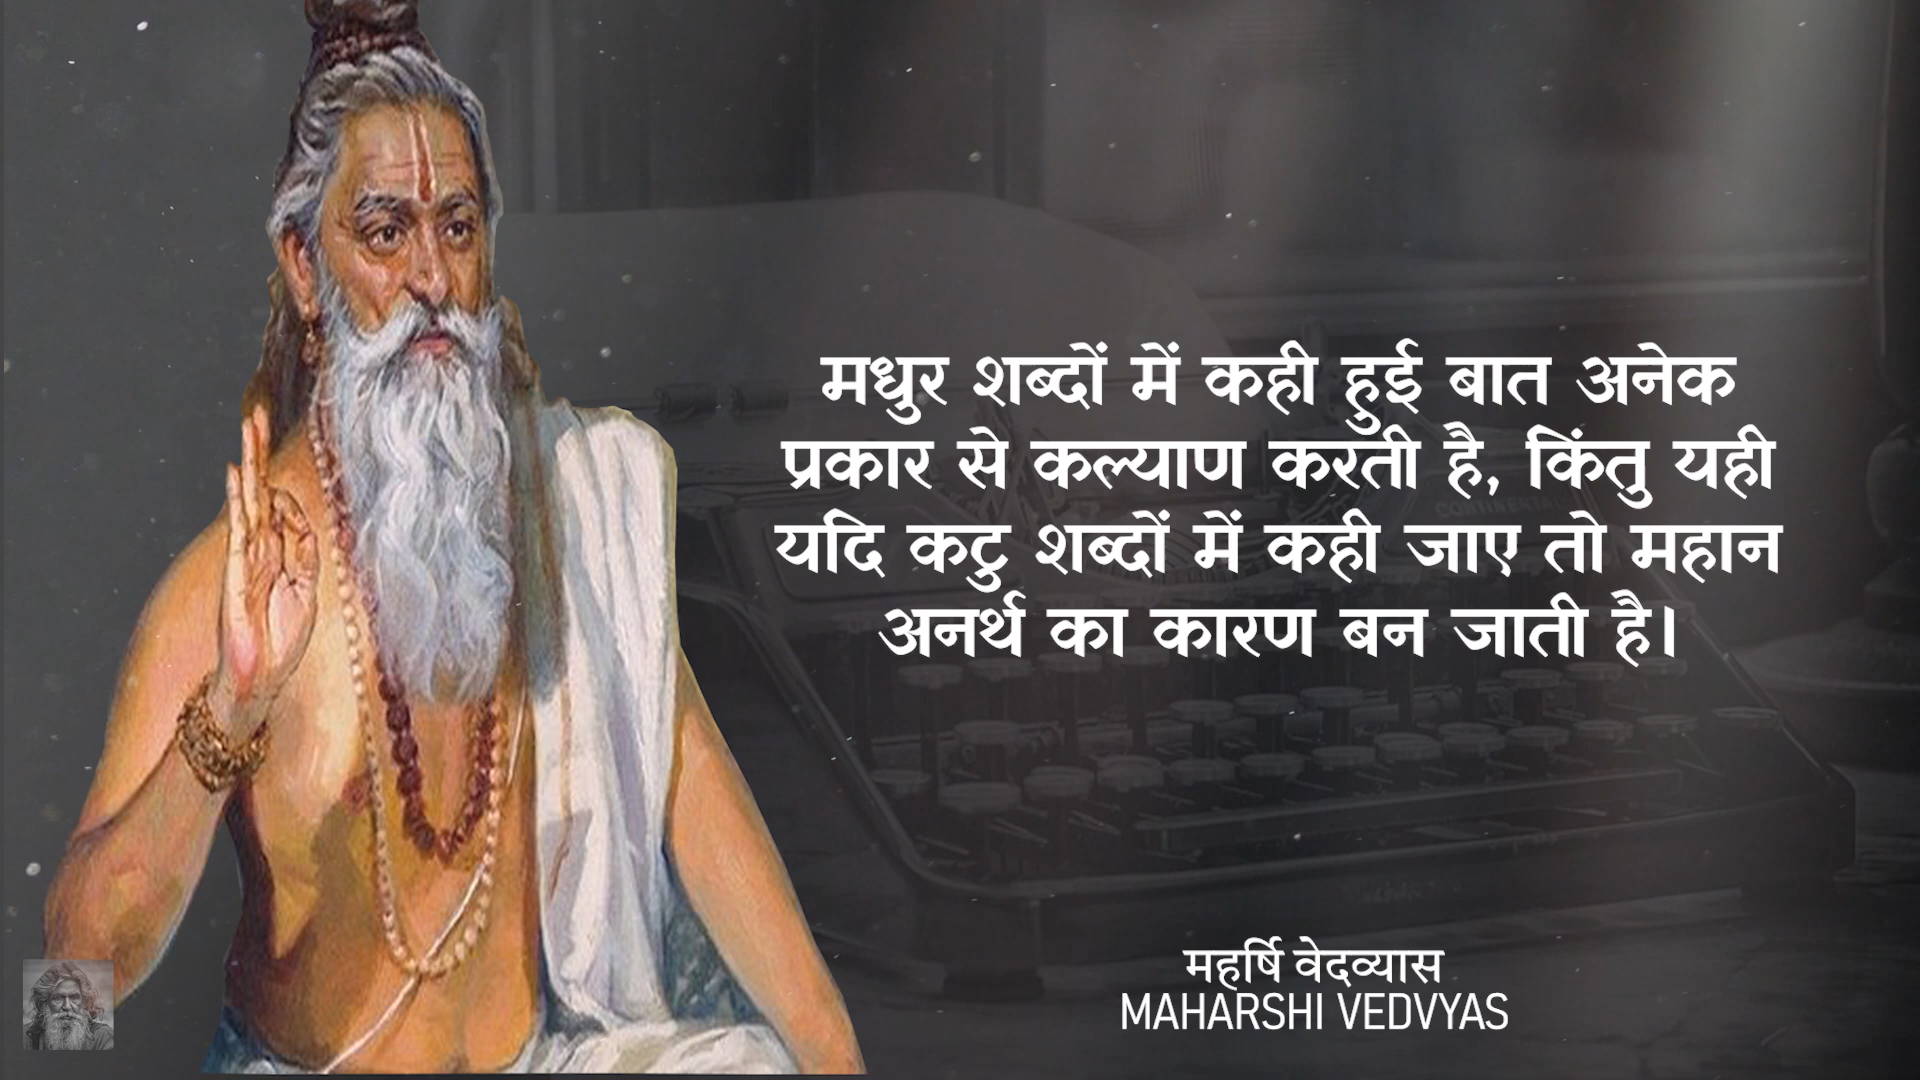 मधुर शब्दों में कही हुई बात अनेक
प्रकार से कल्याण करती है, किंतु यही
यदि कटु शब्दों में कही जाए तो महान
अनर्थ का कारण बन जाती है।
CONTINENTAL
महर्षि वेदव्यास
MAHARSHI VEDVYAS